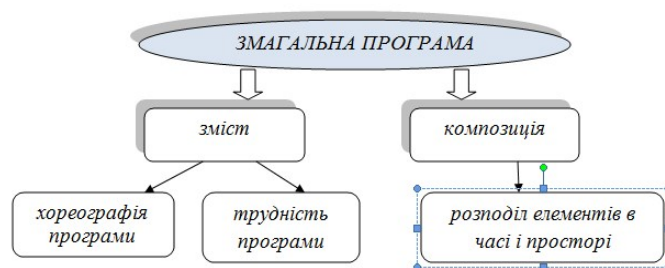 ЗМАГАЛЬНА ПРОГРАМА
зміст
композиція
хореографія
програми
трудність
програми
розподіл елементів в
часі і просторі